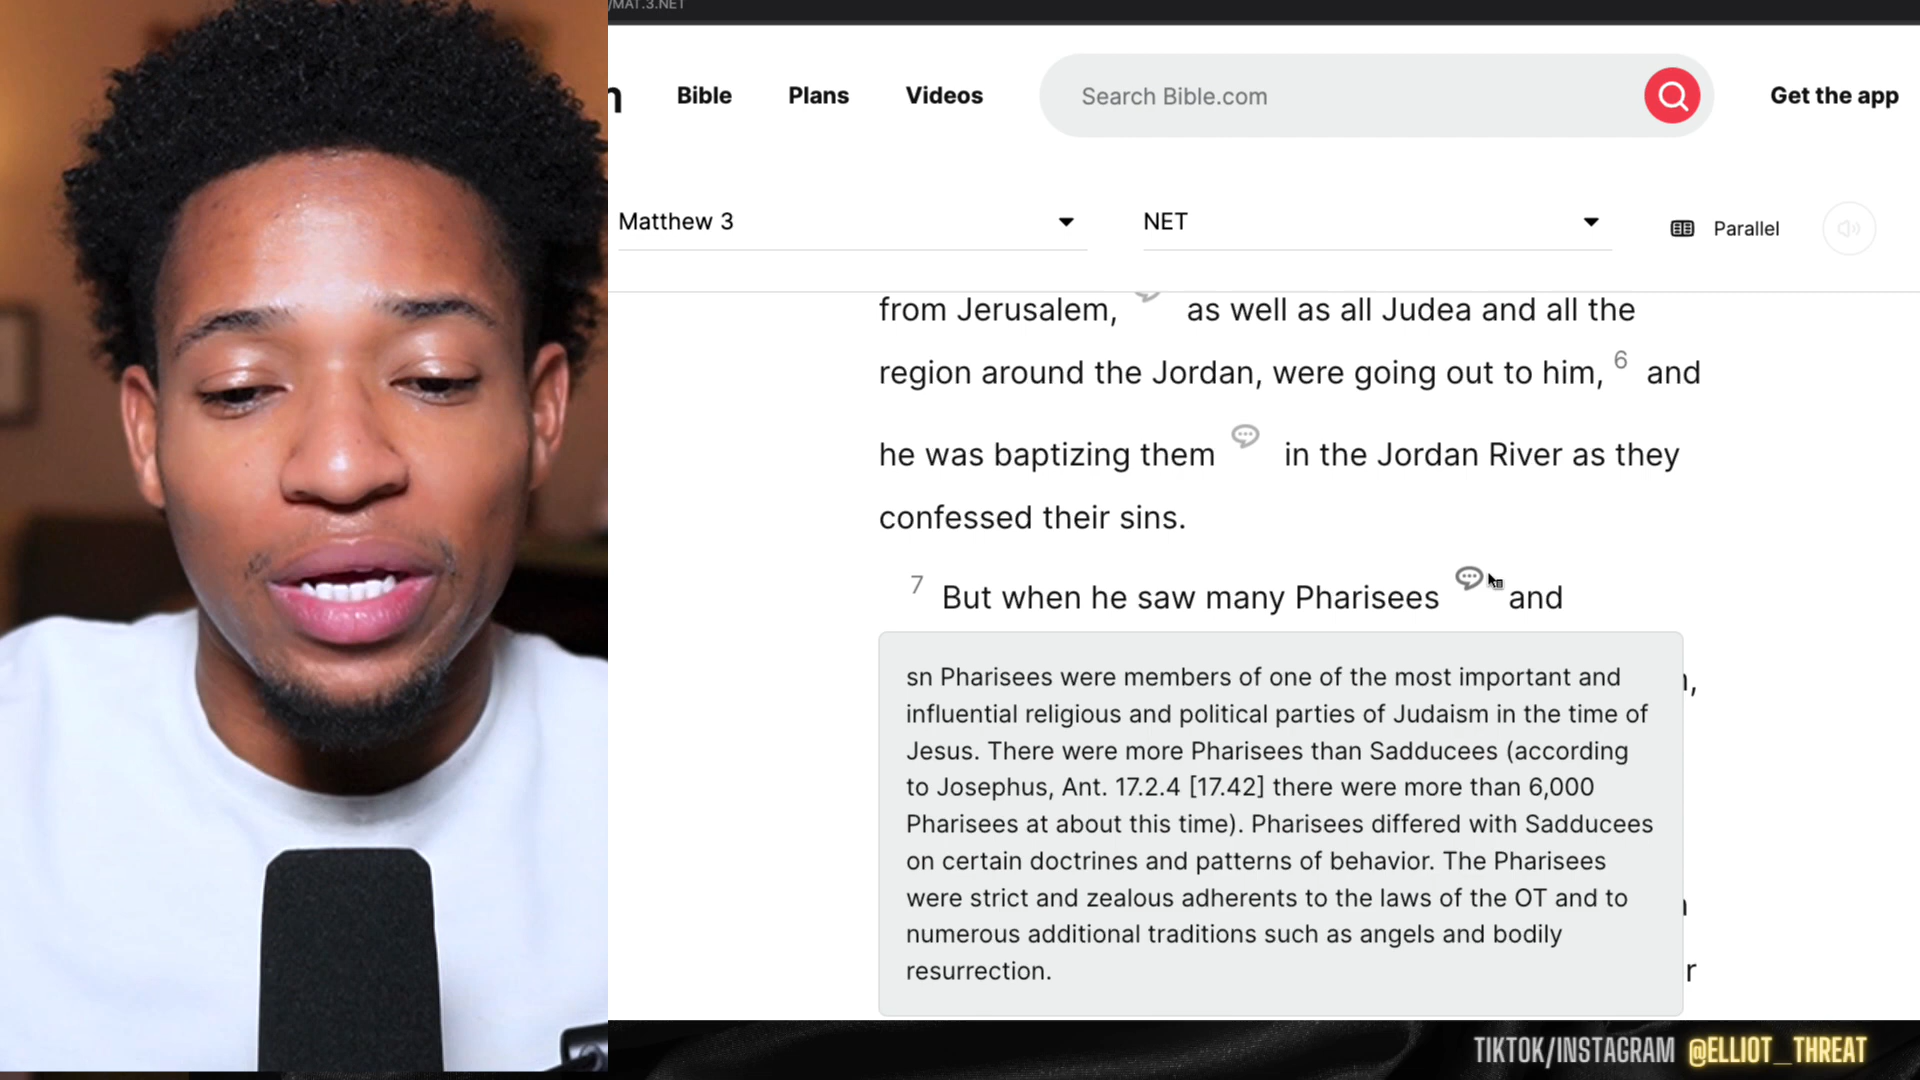 /MAT.3.NET
Bible Plans Videos Search Bible.com Get the app
Matthew 3 NET Parallel
from Jerusalem, as well as all Judea and all the
region around the Jordan, were going out to him, 6 and
he was baptizing them in the Jordan River as they
confessed their sins.
7 But when he saw many Pharisees and
sn Pharisees were members of one of the most important and
influential religious and political parties of Judaism in the time of
Jesus. There were more Pharisees than Sadducees (according
to Josephus, Ant. 17.2.4 [17.42] there were more than 6,000
Pharisees at about this time). Pharisees differed with Sadducees
on certain doctrines and patterns of behavior. The Pharisees
were strict and zealous adherents to the laws of the OT and to
numerous additional traditions such as angels and bodily
resurrection.
TIKTOK/INSTAGRAM @ELLIOT_THREAT